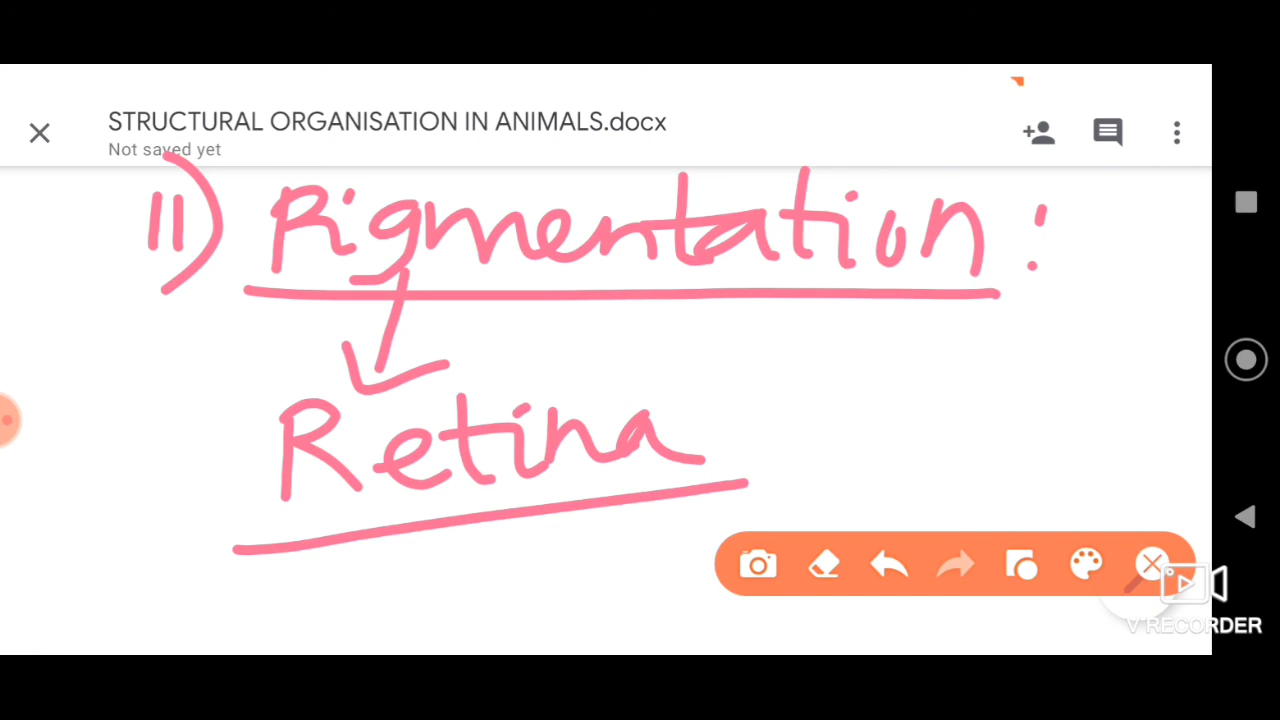 STRUCTURAL ORGANISATION IN ANIMALS.docx
Not saved yet
11) Pigmentation :
Retina
V RECORDER